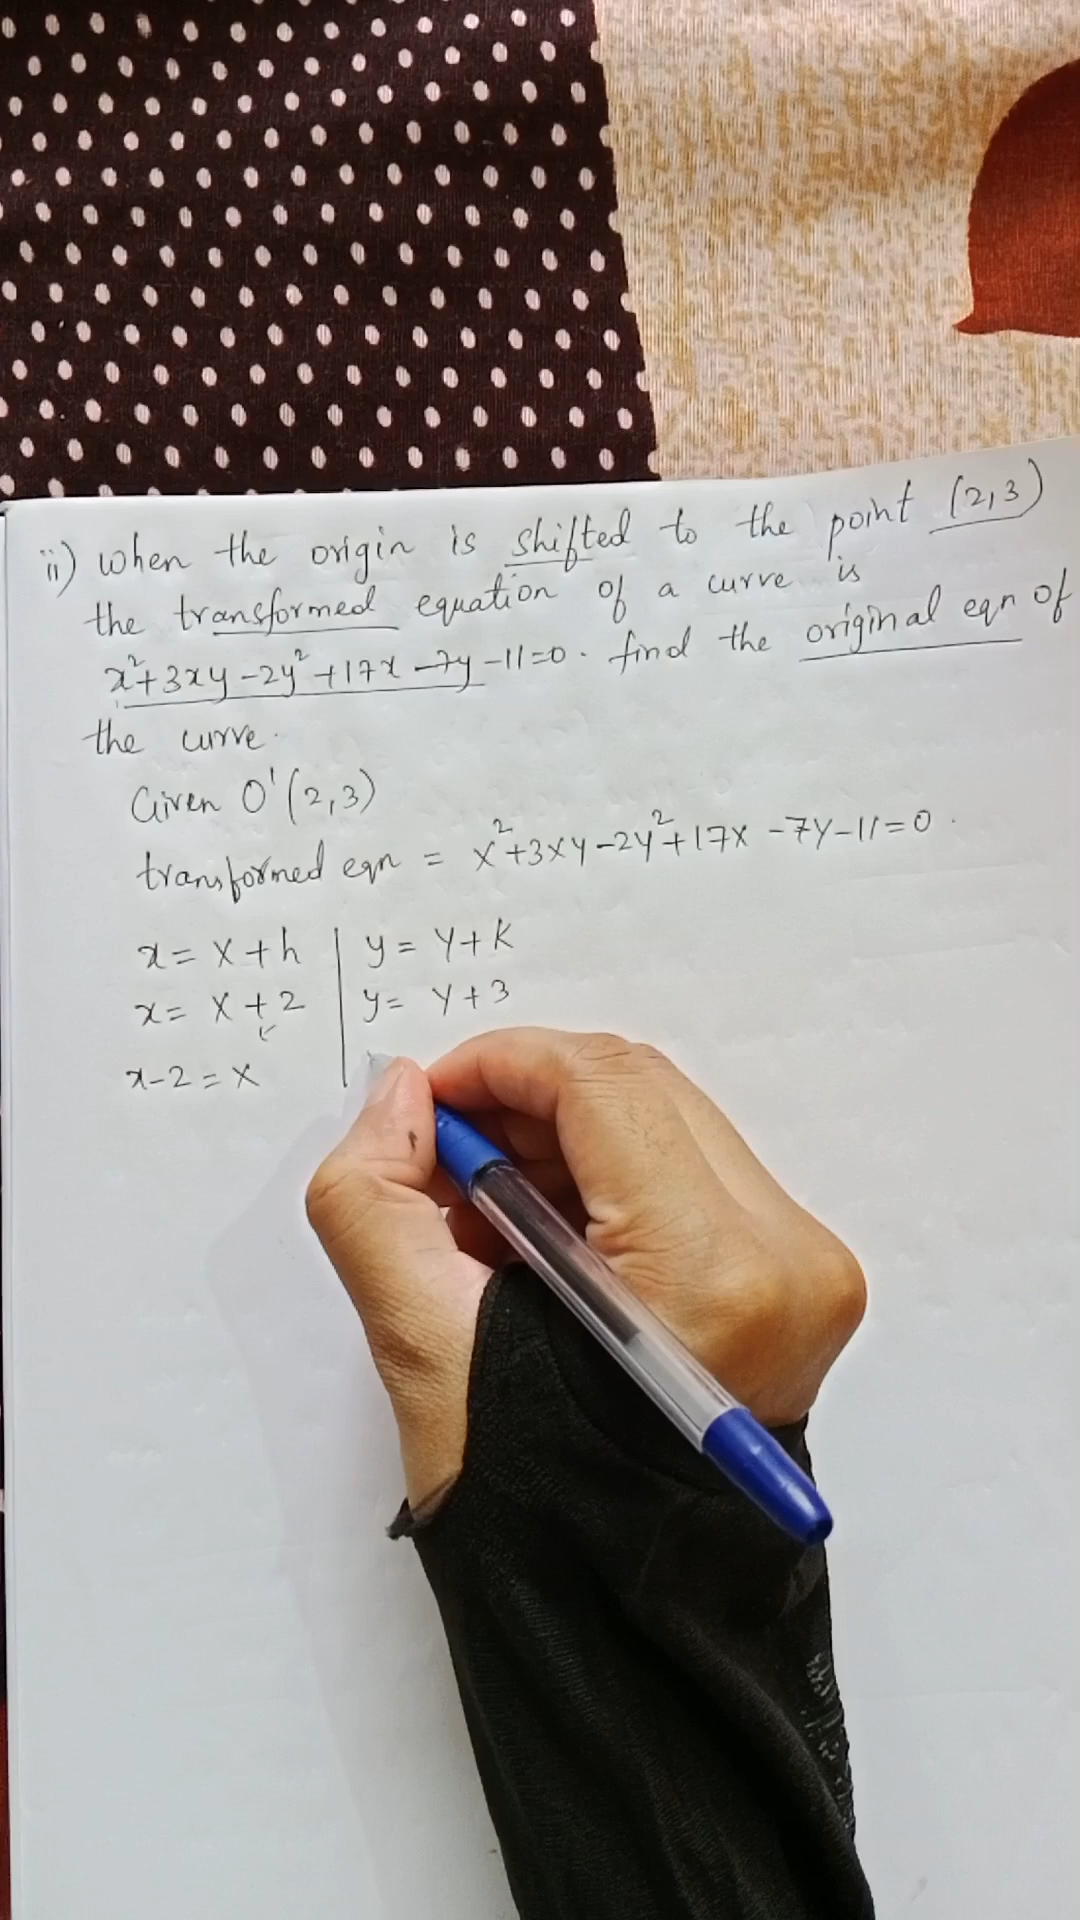 ii) when the origin is shifted to the point (2,3)
the transformed equation of a curve is
x²+3xy-2y²+17x-7y-11=0. find the original eqn of
the curve.
Given O'(2,3)
transformed eqn = X²+3XY-2Y²+17X-7Y-11=0.
x = X+h | y = Y+K
x = X+2 | y = Y+3
x-2 = X